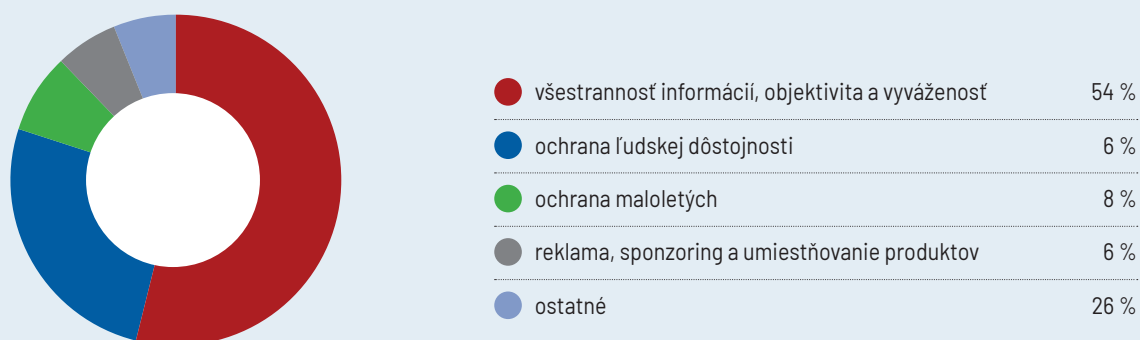 všestrannosť informácií, objektivita a vyváženosť 54 %
ochrana ľudskej dôstojnosti 6 %
ochrana maloletých 8 %
reklama, sponzoring a umiestňovanie produktov 6 %
ostatné 26 %